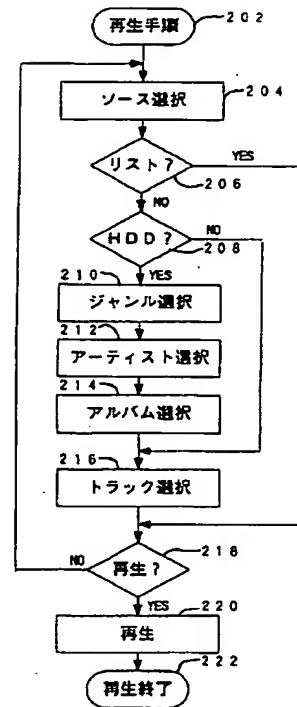 再生手順
202
ソース選択
204
リスト？
YES
206
NO
HDD？
NO
208
YES
210
ジャンル選択
212
アーティスト選択
214
アルバム選択
216
トラック選択
218
NO
再生？
YES
220
再生
222
再生終了